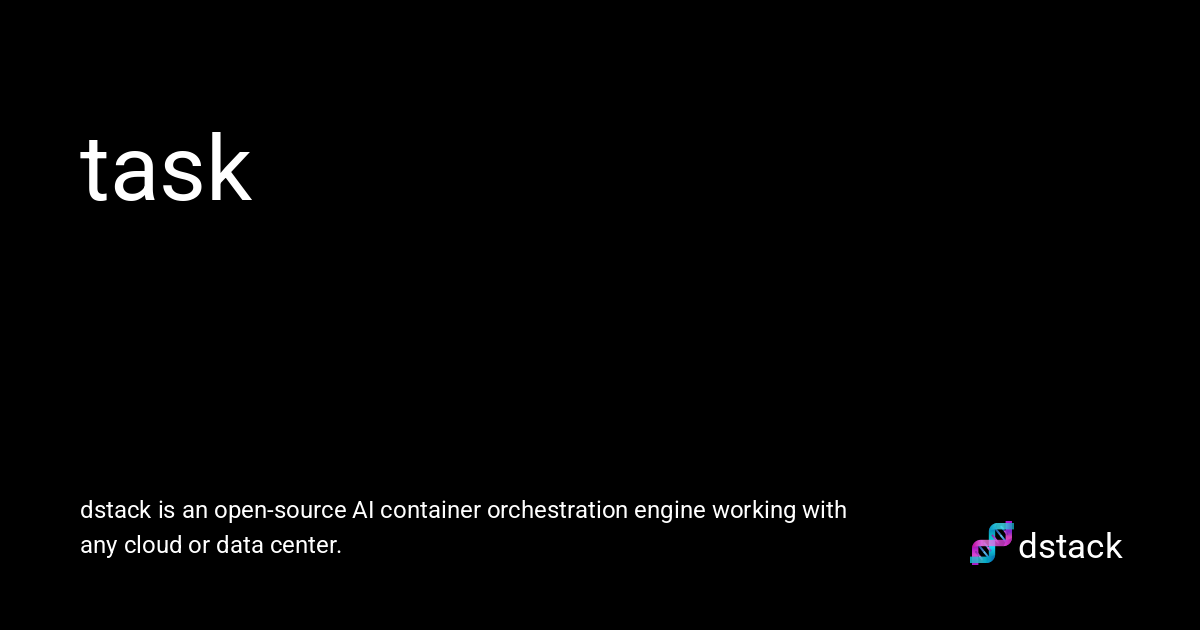 task
dstack is an open-source AI container orchestration engine working with
any cloud or data center.
dstack